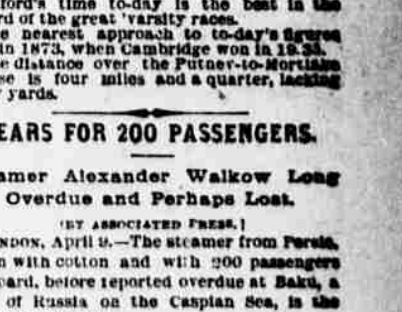 ford's time to-day is the best in the
rd of the great 'varsity races.
e nearest approach to to-day's figures
in 1873, when Cambridge won in 19.35.
e distance over the Putney-to-Mortlake
se is four miles and a quarter, lacking
yards.
EARS FOR 200 PASSENGERS.
amer Alexander Walkow Long
Overdue and Perhaps Lost.
[BY ASSOCIATED PRESS.]
NDON, April 9.—The steamer from Persia,
n with cotton and with 200 passengers
oard, before reported overdue at Baku, a
of Russia on the Caspian Sea, is the